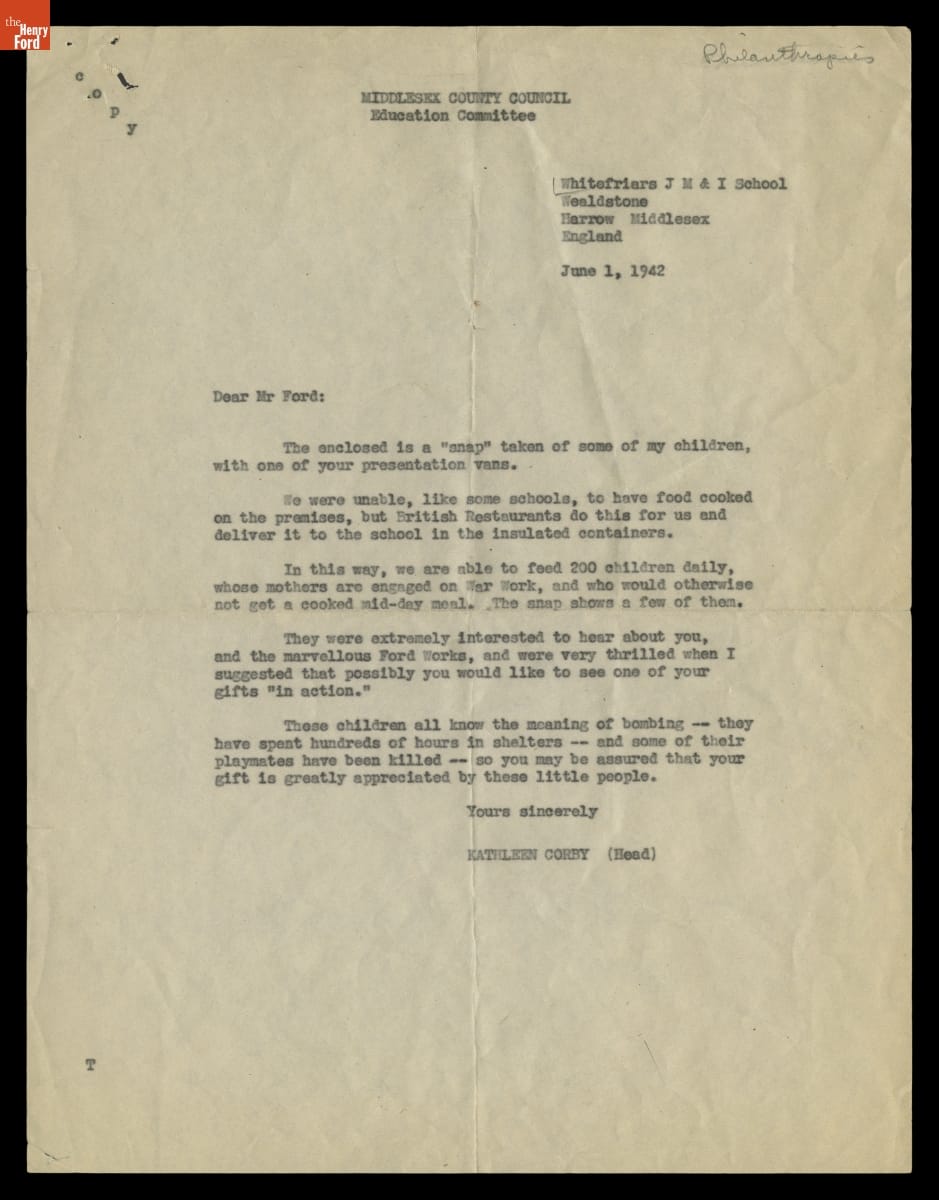 the
Henry
Ford
Philanthropies
c
o
p
y
MIDDLESEX COUNTY COUNCIL
Education Committee
Whitefriars J M & I School
Wealdstone
Harrow Middlesex
England
June 1, 1942
Dear Mr Ford:
The enclosed is a "snap" taken of some of my children,
with one of your presentation vans.
We were unable, like some schools, to have food cooked
on the premises, but British Restaurants do this for us and
deliver it to the school in the insulated containers.
In this way, we are able to feed 200 children daily,
whose mothers are engaged on War Work, and who would otherwise
not get a cooked mid-day meal. The snap shows a few of them.
They were extremely interested to hear about you,
and the marvellous Ford Works, and were very thrilled when I
suggested that possibly you would like to see one of your
gifts "in action."
These children all know the meaning of bombing -- they
have spent hundreds of hours in shelters -- and some of their
playmates have been killed -- so you may be assured that your
gift is greatly appreciated by these little people.
Yours sincerely
KATHLEEN CORBY (Head)
T